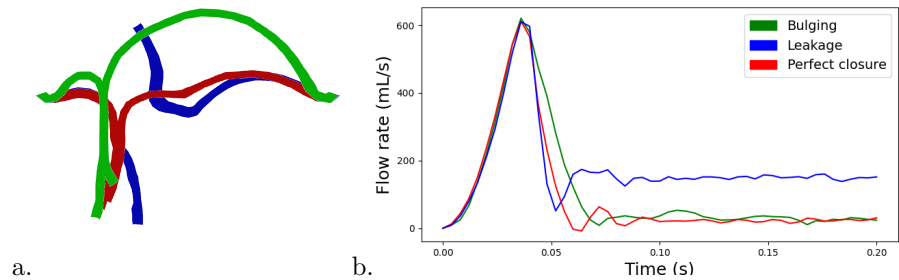 600
400
200
0
Flow rate (mL/s)
Bulging
Leakage
Perfect closure
0.00 0.05 0.10 0.15 0.20
a. b. Time (s)